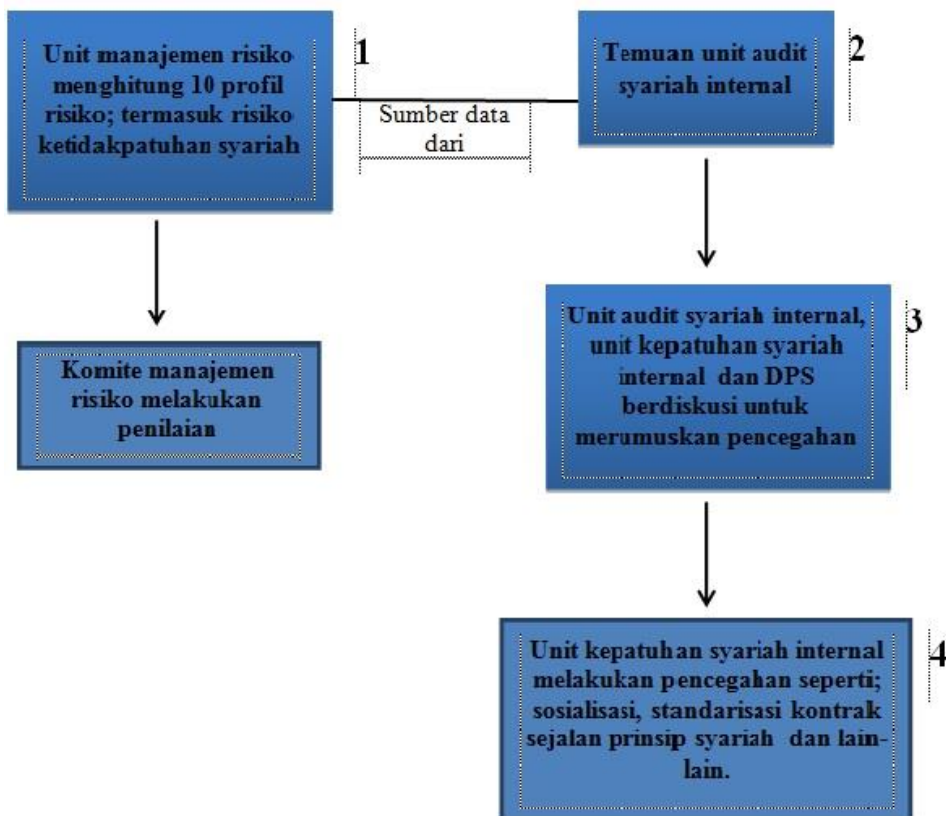 Unit manajemen risiko
menghitung 10 profil
risiko; termasuk risiko
ketidakpatuhan syariah
1
Sumber data
dari
Temuan unit audit
syariah internal
2
Komite manajemen
risiko melakukan
penilaian
Unit audit syariah internal,
unit kepatuhan syariah
internal dan DPS
berdiskusi untuk
merumuskan pencegahan
3
Unit kepatuhan syariah internal
melakukan pencegahan seperti;
sosialisasi, standarisasi kontrak
sejalan prinsip syariah dan lain-
lain.
4